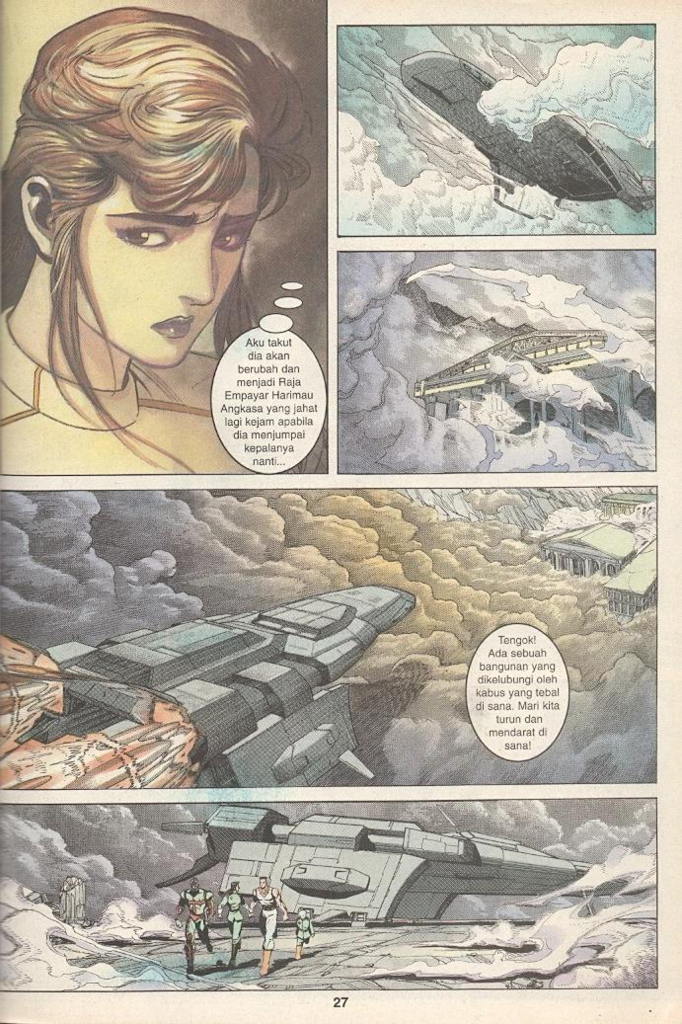 Aku takut
dia akan
berubah dan
menjadi Raja
Empayar Harimau
Angkasa yang jahat
lagi kejam apabila
dia menjumpai
kepalanya
nanti...
Tengok!
Ada sebuah
bangunan yang
dikelubungi oleh
kabus yang tebal
di sana. Mari kita
turun dan
mendarat di
sana!
27